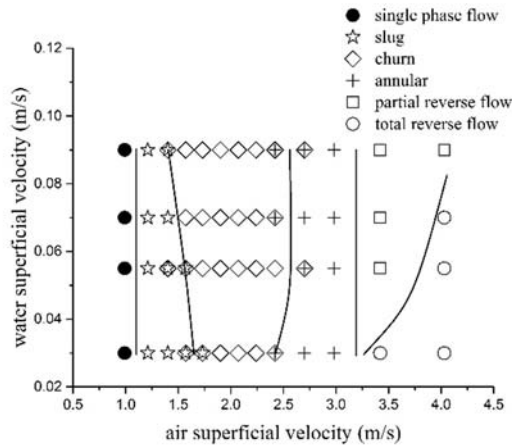 single phase flow
slug
churn
annular
partial reverse flow
total reverse flow
0.12
0.10
0.08
0.06
0.04
0.02
water superficial velocity (m/s)
0.5 1.0 1.5 2.0 2.5 3.0 3.5 4.0 4.5
air superficial velocity (m/s)